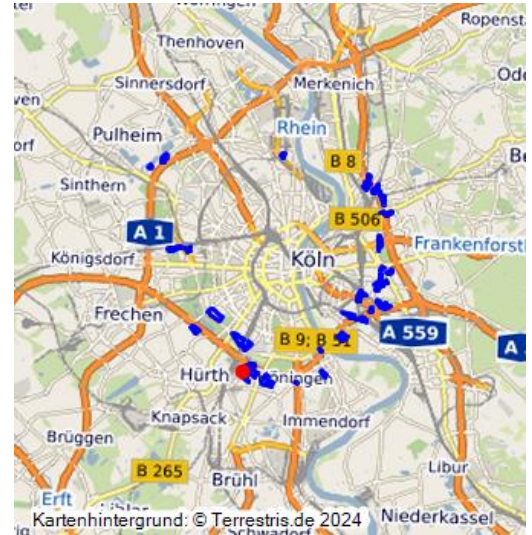 Ropenst
Thenhoven
Merkenich
Ode
Sinnersdorf
Rhein
Pulheim
B 8
Sinthern
B 506
A 1
Königsdorf
Köln
Frankenforst
Frechen
A 559
B 9; B 51
A
Hürth
Immendorf
Knapsack
Brüggen
B 265
Libur
Brühl
Erft
Niederkassel
Kartenhintergrund: © Terrestris.de 2024